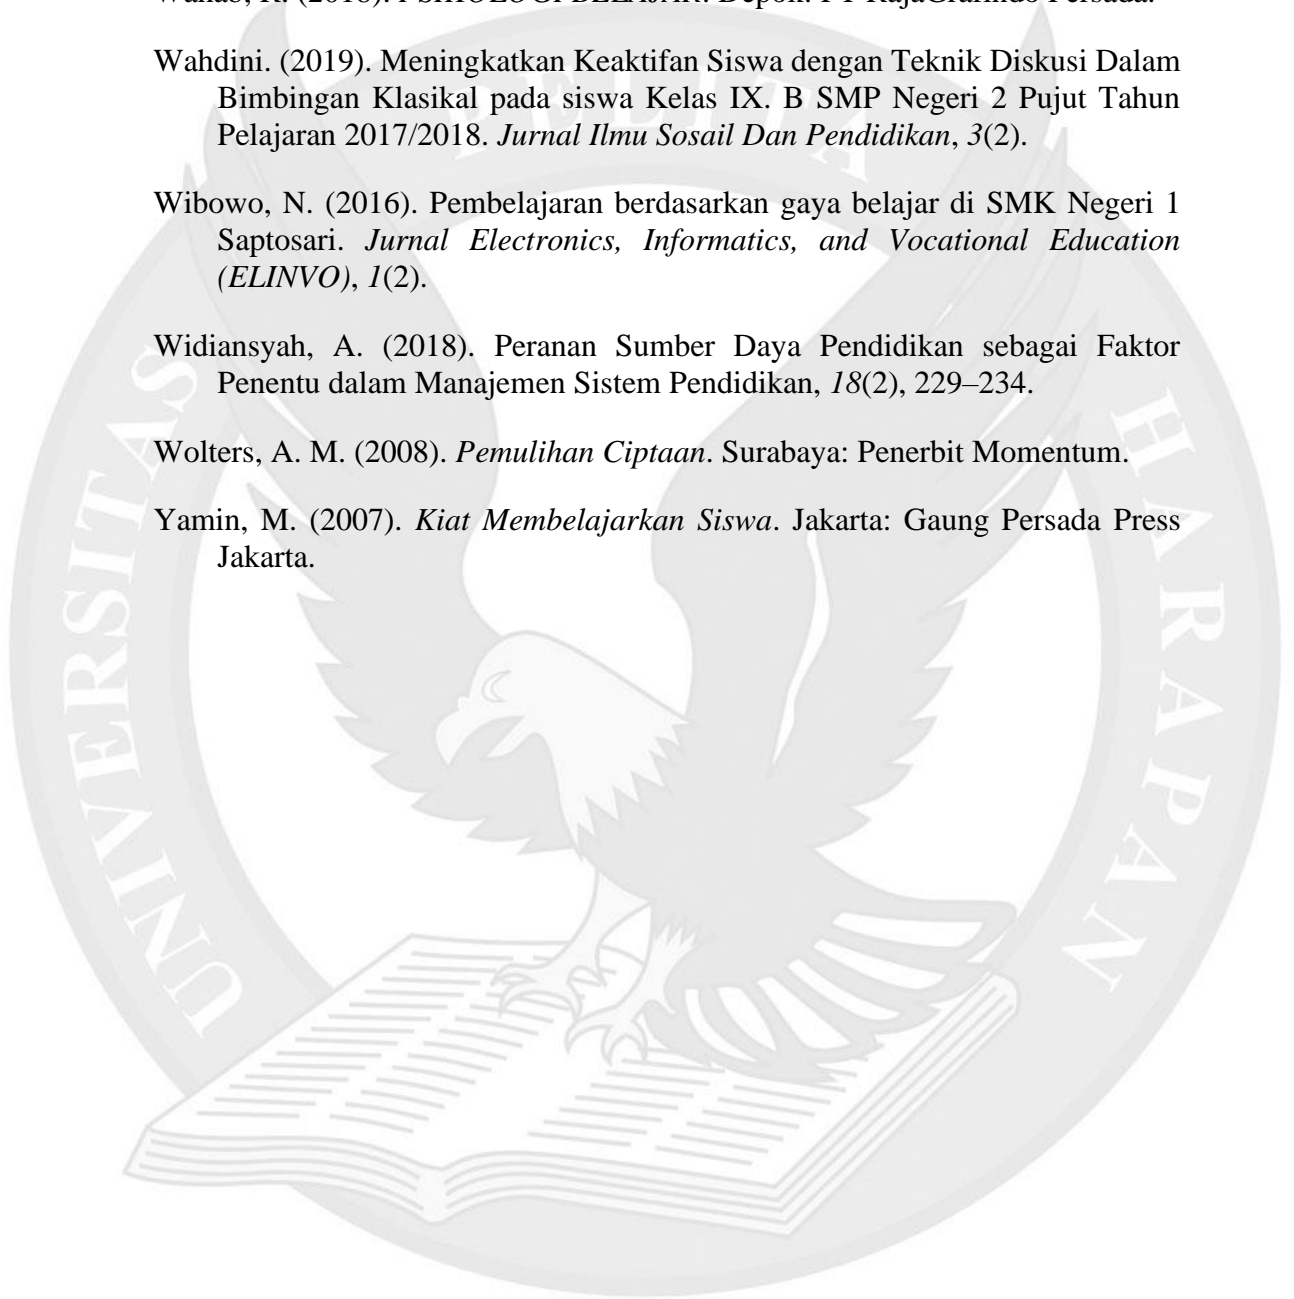 Wahdini. (2019). Meningkatkan Keaktifan Siswa dengan Teknik Diskusi Dalam
Bimbingan Klasikal pada siswa Kelas IX. B SMP Negeri 2 Pujut Tahun
Pelajaran 2017/2018. Jurnal Ilmu Sosail Dan Pendidikan, 3(2).
Wibowo, N. (2016). Pembelajaran berdasarkan gaya belajar di SMK Negeri 1
Saptosari. Jurnal Electronics, Informatics, and Vocational Education
(ELINVO), 1(2).
Widiansyah, A. (2018). Peranan Sumber Daya Pendidikan sebagai Faktor
Penentu dalam Manajemen Sistem Pendidikan, 18(2), 229–234.
Wolters, A. M. (2008). Pemulihan Ciptaan. Surabaya: Penerbit Momentum.
Yamin, M. (2007). Kiat Membelajarkan Siswa. Jakarta: Gaung Persada Press
Jakarta.
UNIVERSITAS PELITA HARAPAN